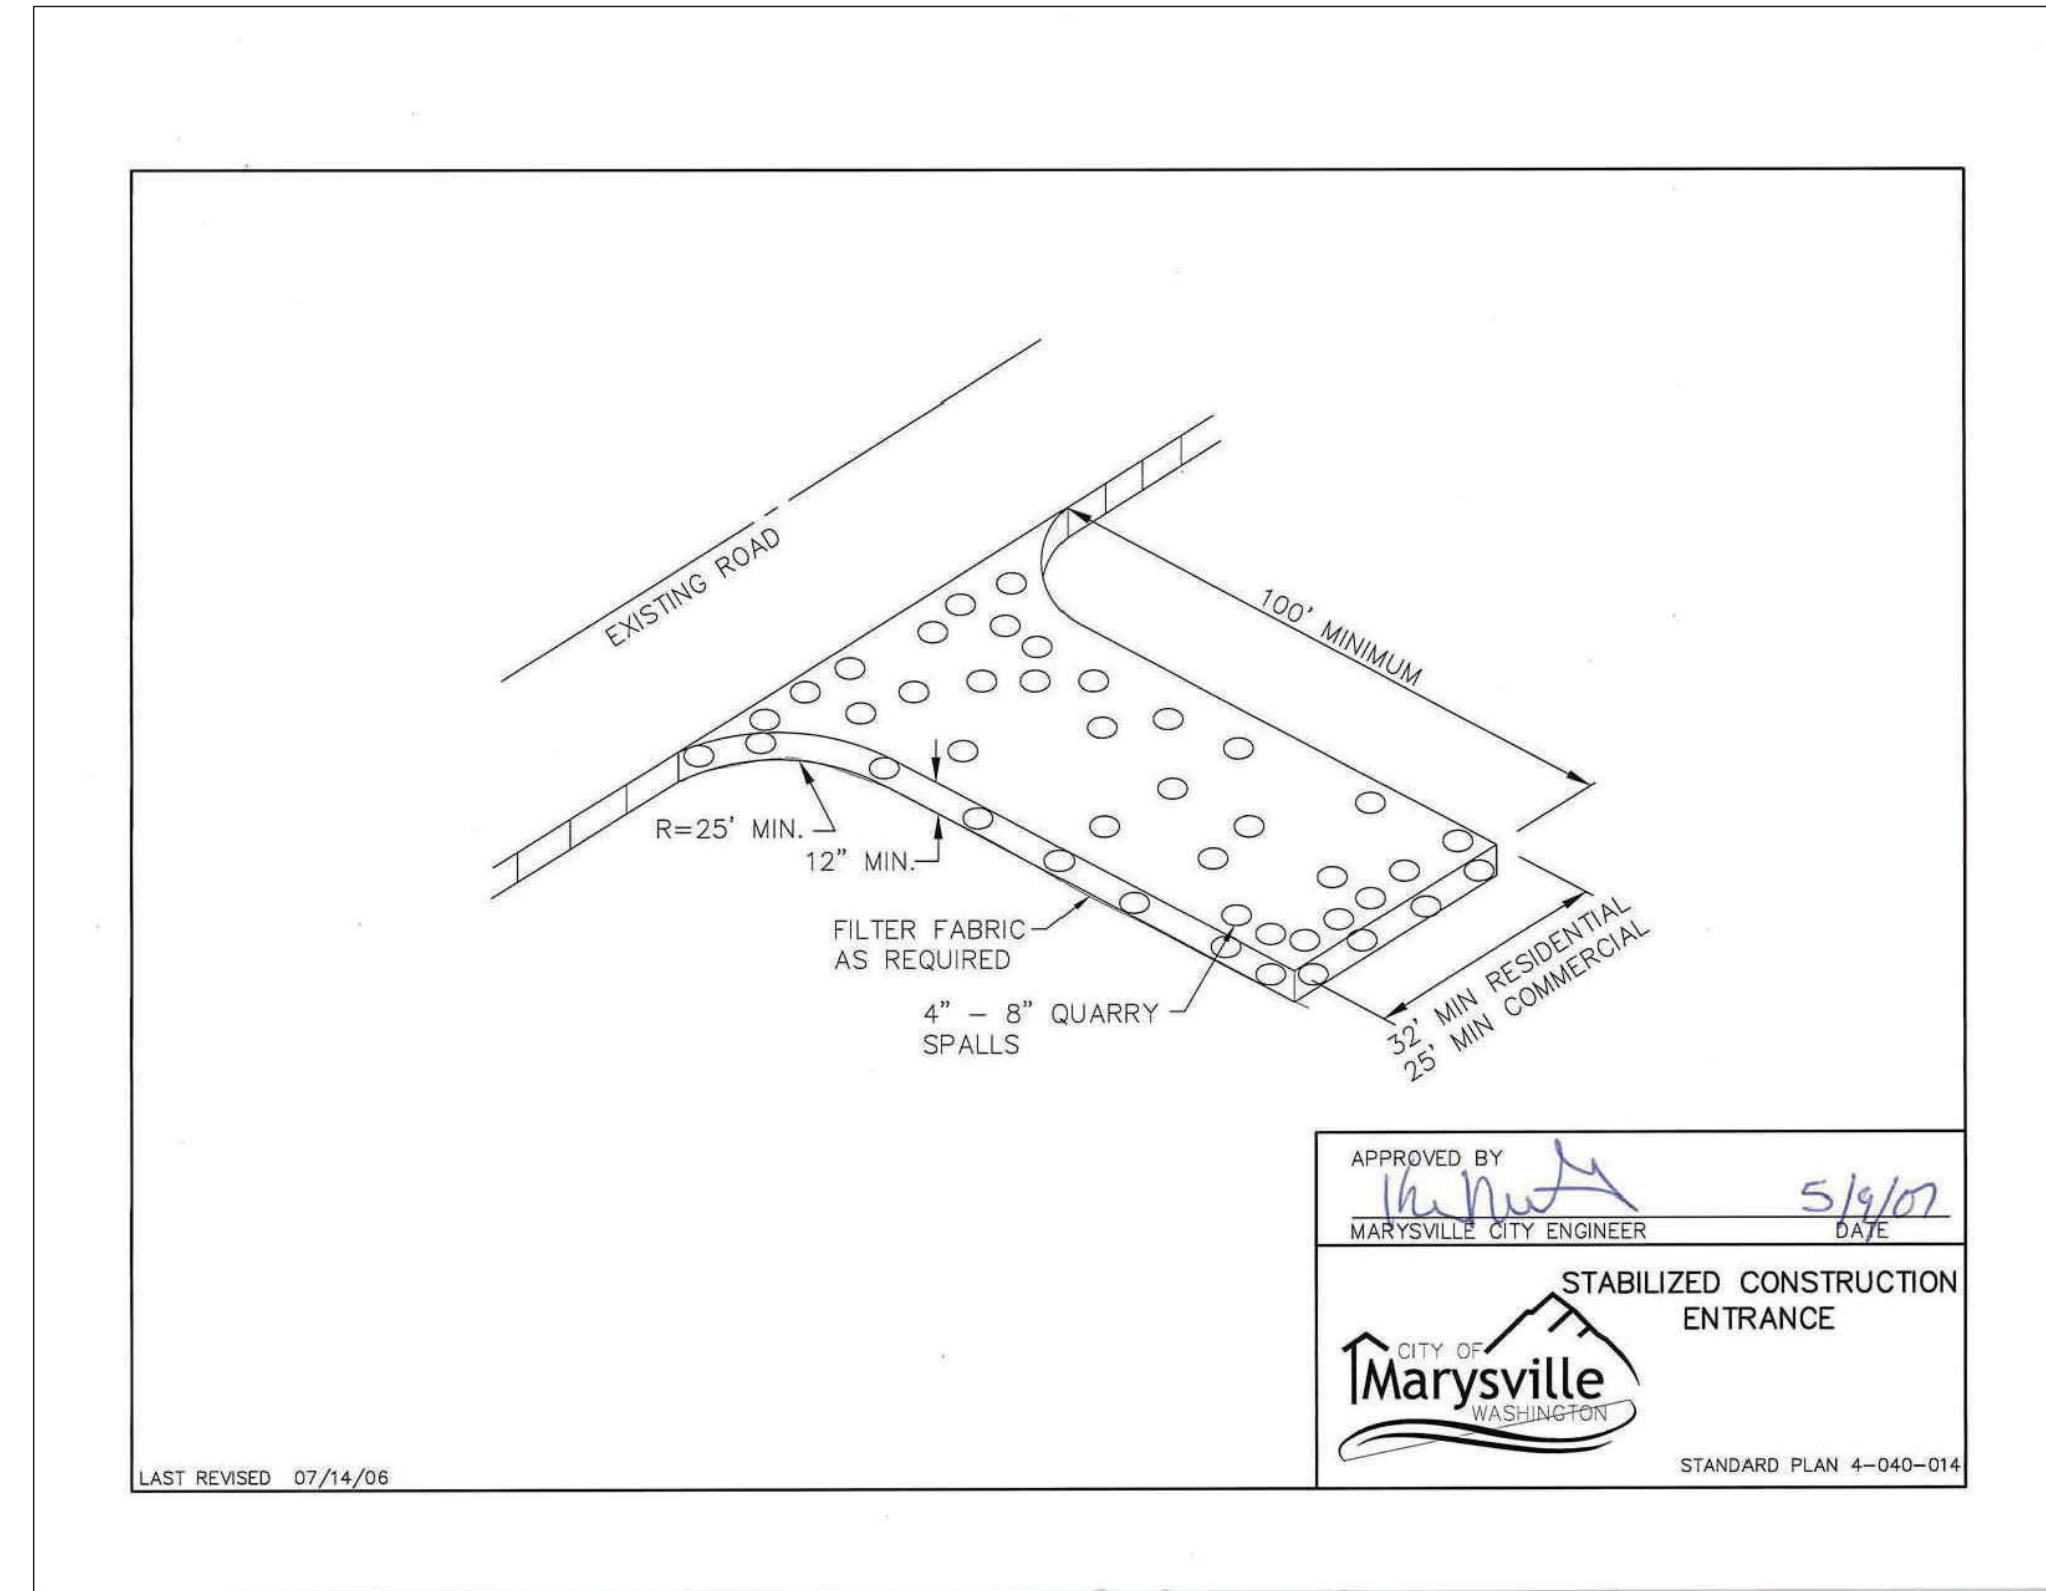 EXISTING ROAD
100' MINIMUM
R=25' MIN.
12" MIN.
FILTER FABRIC
AS REQUIRED
4" – 8" QUARRY
SPALLS
32' MIN RESIDENTIAL
25' MIN COMMERCIAL
APPROVED BY
5/9/07
MARYSVILLE CITY ENGINEER
DATE
STABILIZED CONSTRUCTION
ENTRANCE
CITY OF
Marysville
WASHINGTON
STANDARD PLAN 4-040-014
LAST REVISED 07/14/06